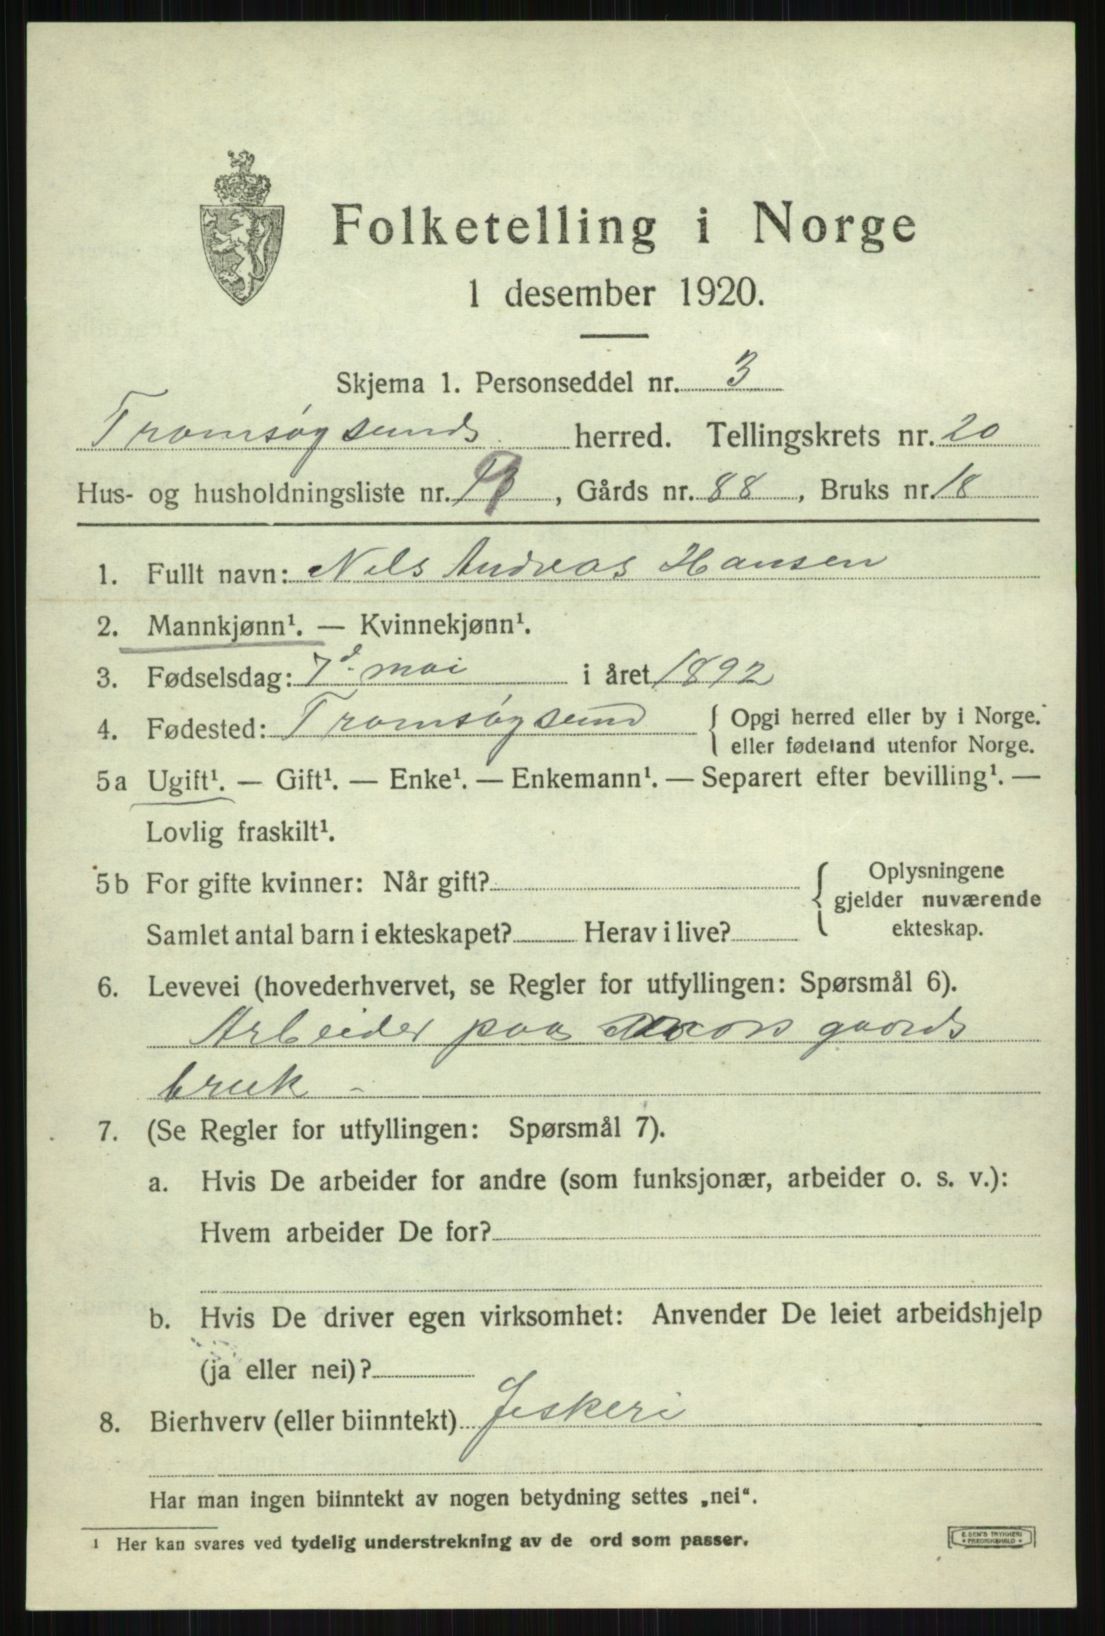 Folketelling i Norge
1 desember 1920.
Skjema 1. Personseddel nr. 3
Tromsøysunds herred. Tellingskrets nr. 20
Hus- og husholdningsliste nr. , Gårds nr. 88, Bruks nr. 18
1. Fullt navn: Nils Andreas Hansen
2. Mannkjønn¹. — Kvinnekjønn¹.
3. Fødselsdag: 7d. mai i året 1892
4. Fødested: Tromsøysund { Opgi herred eller by i Norge.
eller fødeland utenfor Norge.
5a Ugift¹. — Gift¹. — Enke¹. — Enkemann¹. — Separert efter bevilling¹. —
Lovlig fraskilt¹.
5b For gifte kvinner: Når gift? { Oplysningene
gjelder nuværende
Samlet antal barn i ekteskapet? Herav i live? ekteskap.
6. Levevei (hovederhvervet, se Regler for utfyllingen: Spørsmål 6).
Arbeider paa gaards
bruk –
7. (Se Regler for utfyllingen: Spørsmål 7).
a. Hvis De arbeider for andre (som funksjonær, arbeider o. s. v.):
Hvem arbeider De for?
b. Hvis De driver egen virksomhet: Anvender De leiet arbeidshjelp
(ja eller nei)?
8. Bierhverv (eller biinntekt) Fiskeri
Har man ingen biinntekt av nogen betydning settes „nei“.
¹ Her kan svares ved tydelig understrekning av de ord som passer.